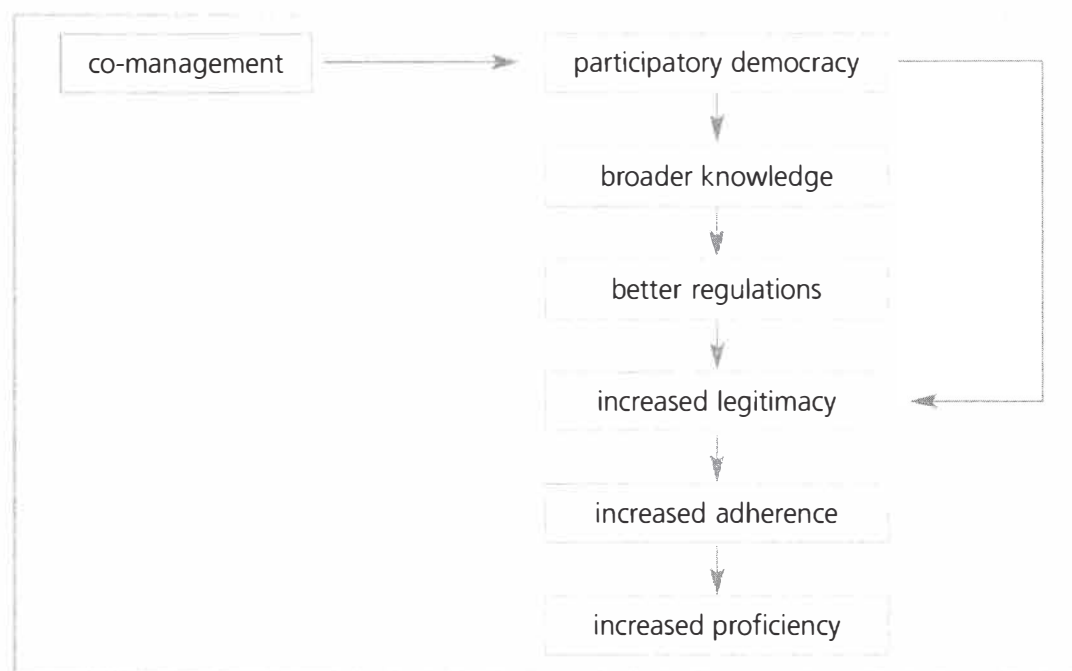 co-management
participatory democracy
broader knowledge
better regulations
increased legitimacy
increased adherence
increased proficiency